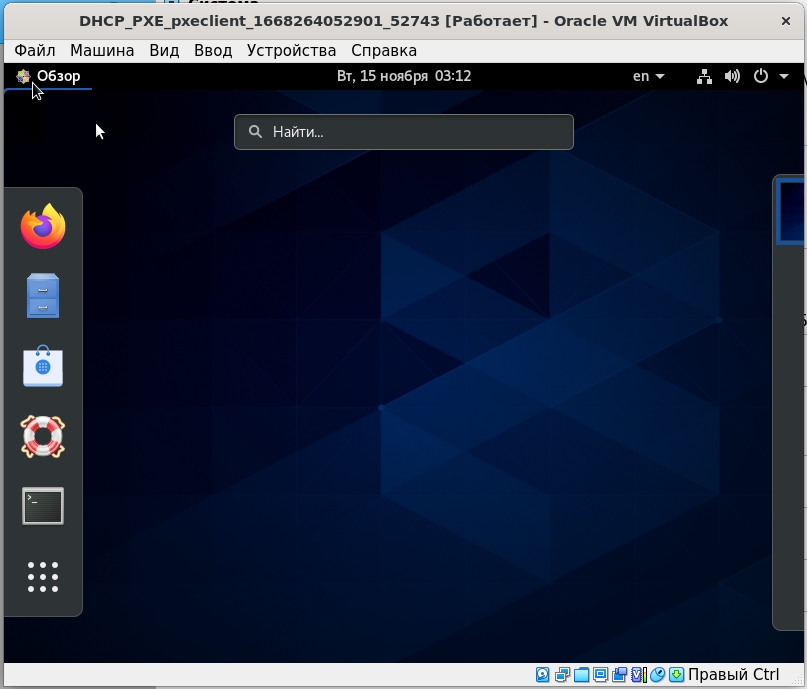 DHCP_PXE_pxeclient_1668264052901_52743 [Работает] - Oracle VM VirtualBox
Файл Машина Вид Ввод Устройства Справка
Обзор Вт, 15 ноября 03:12 en
Найти...
Правый Ctrl